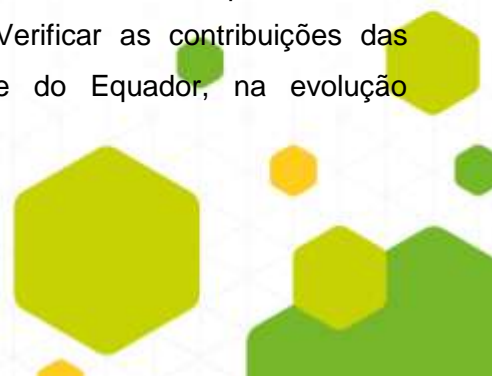 Verificar as contribuições das
e do Equador, na evolução